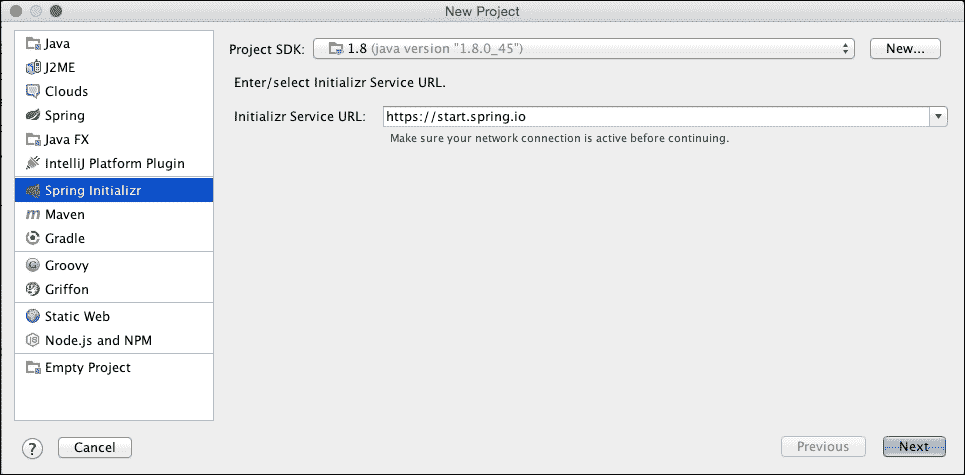 New Project
Java
J2ME
Clouds
Spring
Java FX
IntelliJ Platform Plugin
Spring Initializr
Maven
Gradle
Groovy
Griffon
Static Web
Node.js and NPM
Empty Project
Project SDK: 1.8 (java version "1.8.0_45") New...
Enter/select Initializr Service URL.
Initializr Service URL: https://start.spring.io
Make sure your network connection is active before continuing.
? Cancel Previous Next